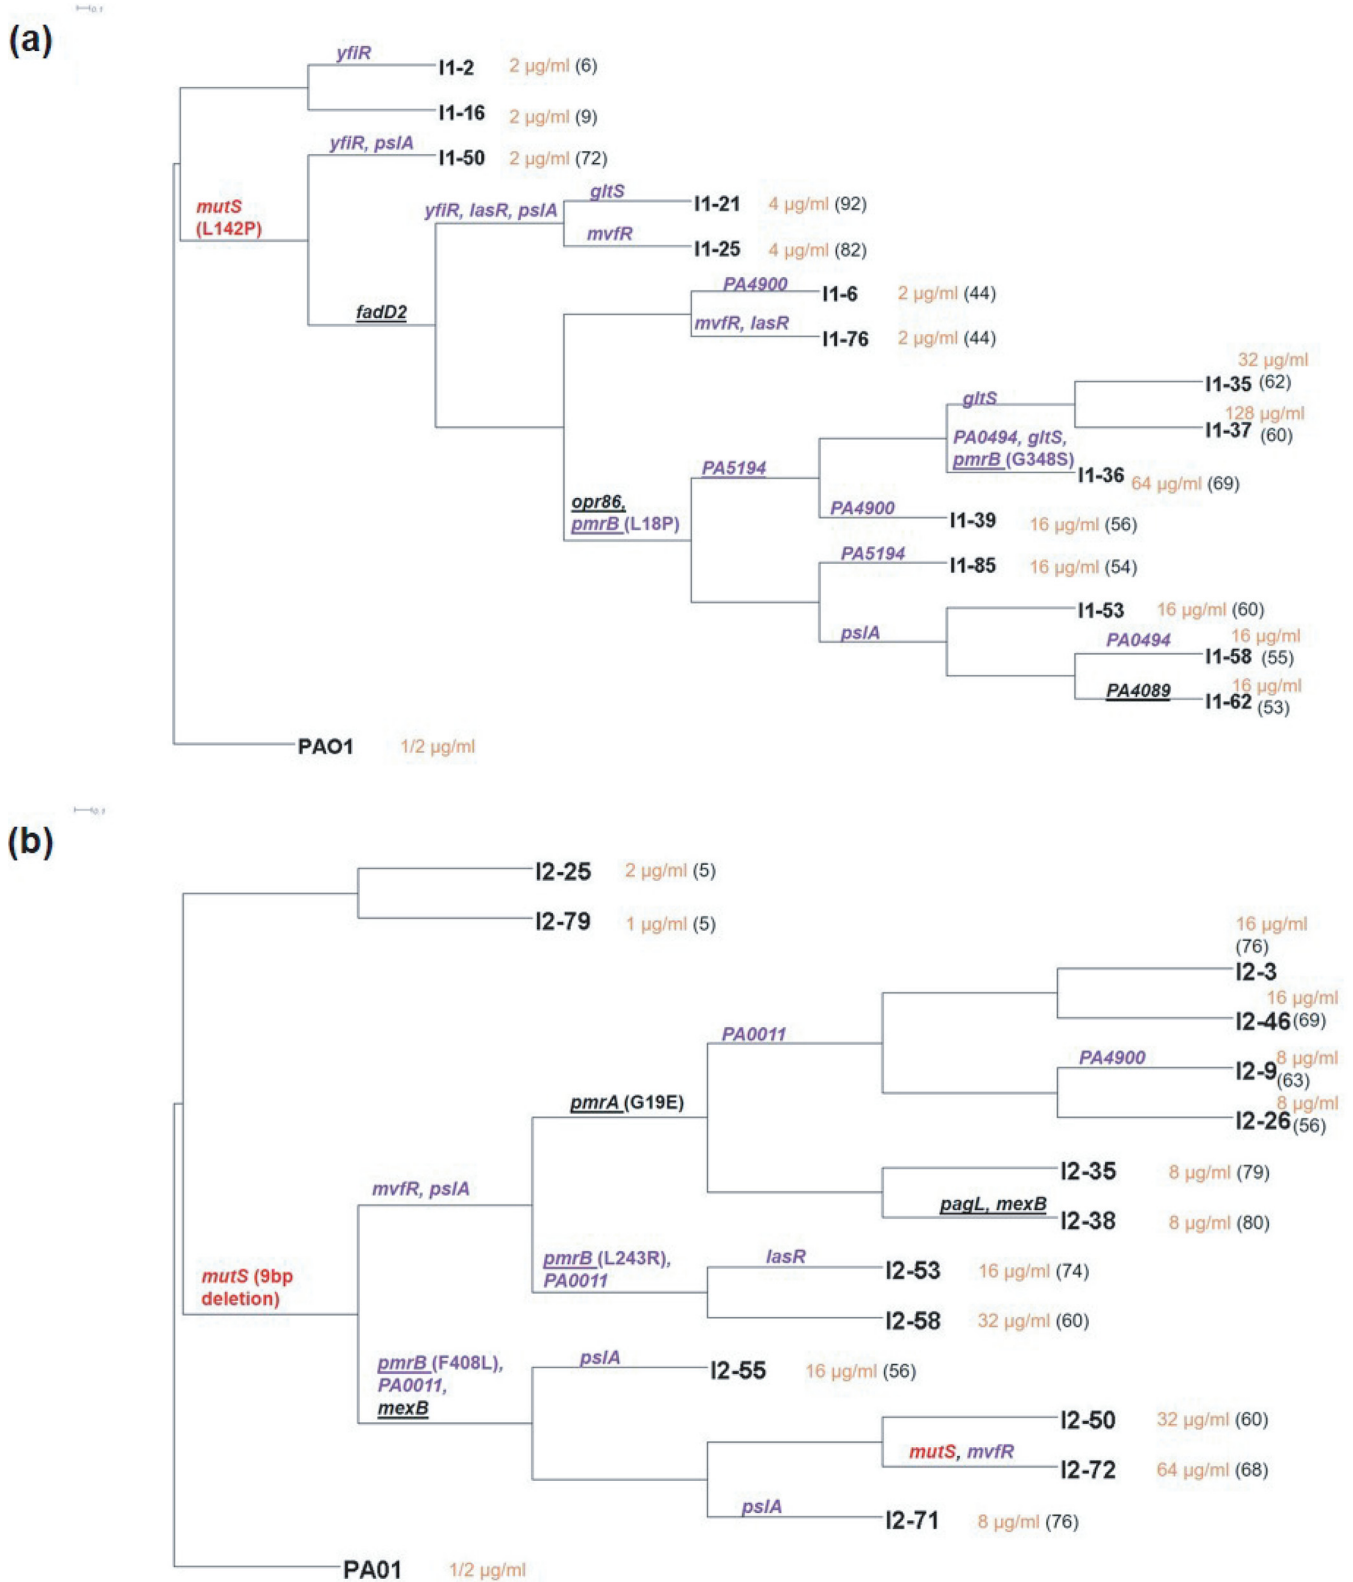 0.1
(a)
yfiR
I1-2 2 µg/ml (6)
I1-16 2 µg/ml (9)
yfiR, pslA
I1-50 2 µg/ml (72)
mutS
(L142P)
gltS
I1-21 4 µg/ml (92)
yfiR, lasR, pslA
mvfR
I1-25 4 µg/ml (82)
PA4900
I1-6 2 µg/ml (44)
fadD2
mvfR, lasR
I1-76 2 µg/ml (44)
32 µg/ml
I1-35 (62)
gltS
128 µg/ml
I1-37 (60)
PA0494, gltS,
pmrB (G348S)
I1-36 64 µg/ml (69)
PA5194
opr86,
pmrB (L18P)
PA4900
I1-39 16 µg/ml (56)
PA5194
I1-85 16 µg/ml (54)
I1-53 16 µg/ml (60)
pslA
PA0494
16 µg/ml
I1-58 (55)
PA4089
16 µg/ml
I1-62 (53)
PAO1 1/2 µg/ml
0.1
(b)
I2-25 2 µg/ml (5)
I2-79 1 µg/ml (5)
16 µg/ml
(76)
I2-3
16 µg/ml
I2-46 (69)
PA0011
PA4900
8 µg/ml
I2-9 (63)
8 µg/ml
I2-26 (56)
pmrA (G19E)
I2-35 8 µg/ml (79)
pagL, mexB
I2-38 8 µg/ml (80)
mvfR, pslA
pmrB (L243R),
PA0011
lasR
I2-53 16 µg/ml (74)
mutS (9bp
deletion)
I2-58 32 µg/ml (60)
pmrB (F408L),
PA0011,
mexB
pslA
I2-55 16 µg/ml (56)
I2-50 32 µg/ml (60)
mutS, mvfR
I2-72 64 µg/ml (68)
pslA
I2-71 8 µg/ml (76)
PA01 1/2 µg/ml